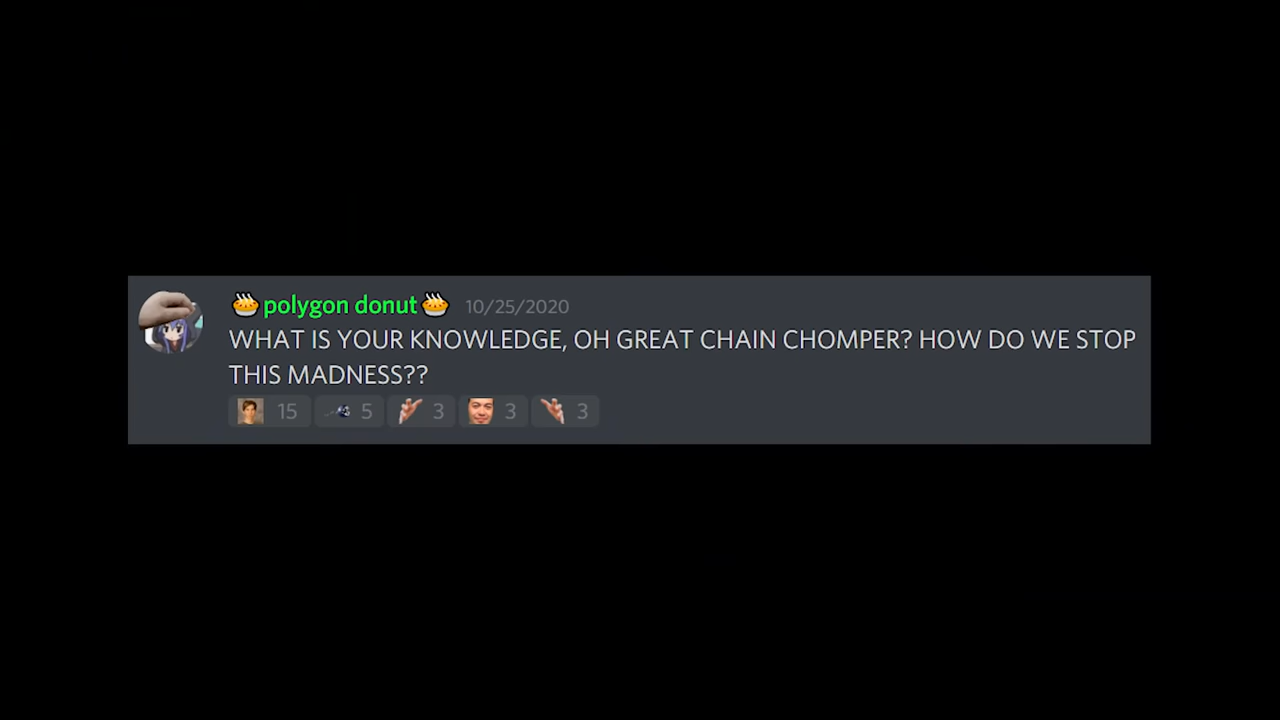 🥧polygon donut🥧 10/25/2020
WHAT IS YOUR KNOWLEDGE, OH GREAT CHAIN CHOMPER? HOW DO WE STOP
THIS MADNESS??
15 5 3 3 3